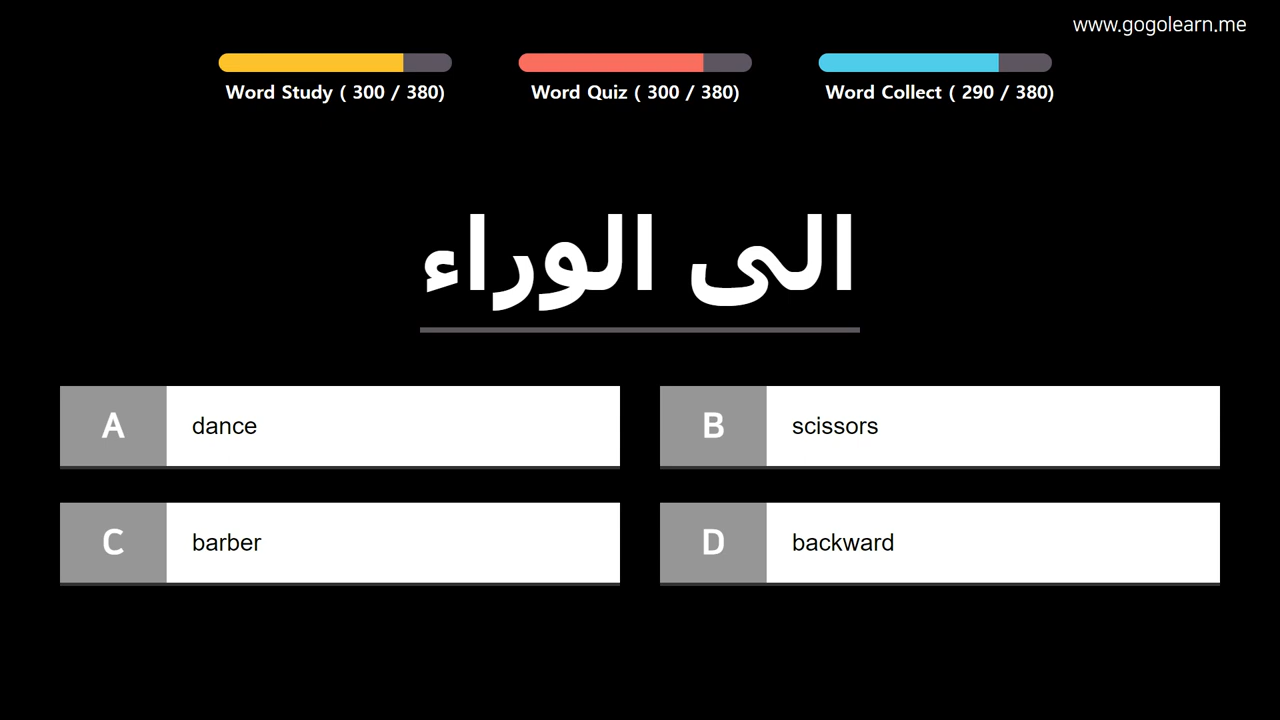 www.gogolearn.me
Word Study ( 300 / 380)
Word Quiz ( 300 / 380)
Word Collect ( 290 / 380)
الى الوراء
A dance
B scissors
C barber
D backward